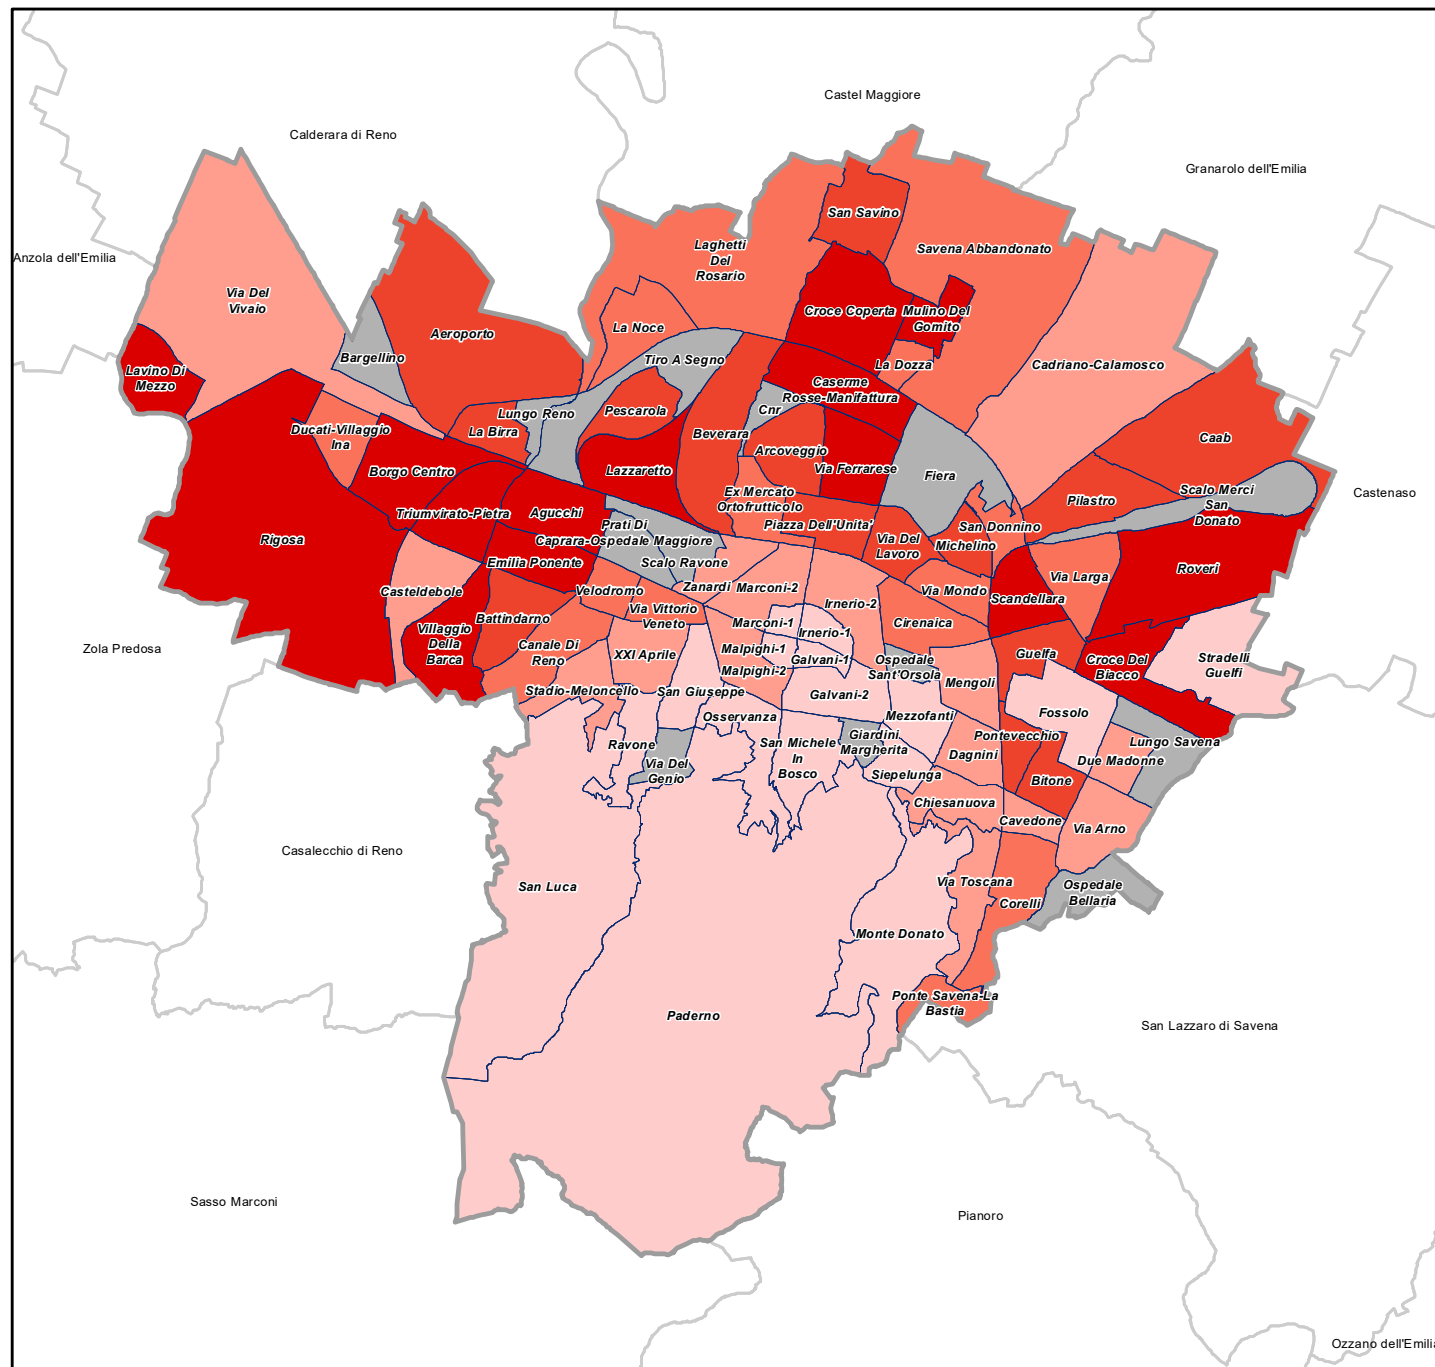 Castel Maggiore
Calderara di Reno
Granarolo dell'Emilia
San Savino
Laghetti
Del
Rosario
Savena Abbandonato
Anzola dell'Emilia
Via Del
Vivaio
Croce Coperta
Mulino Del
Gomito
La Noce
Aeroporto
Bargellino
Tiro A Segno
La Dozza
Cadriano-Calamosco
Lavino Di
Mezzo
Caserme
Rosse-Manifattura
Lungo Reno
Pescarola
Cnr
Ducati-Villaggio
Ina
La Birra
Beverara
Caab
Arcoveggio
Borgo Centro
Lazzaretto
Via Ferrarese
Fiera
Scalo Merci
San
Donato
Castenaso
Ex Mercato
Ortofrutticolo
Pilastro
Triumvirato-Pietra
Agucchi
Prati Di
Caprara-Ospedale Maggiore
Piazza Dell'Unita'
San Donnino
Rigosa
Via Del
Lavoro
Michelino
Emilia Ponente
Scalo Ravone
Via Larga
Roveri
Casteldebole
Velodromo
Zanardi
Marconi-2
Via Mondo
Scandellara
Irnerio-2
Via Vittorio
Veneto
Battindarno
Marconi-1
Irnerio-1
Cirenaica
Villaggio
Della
Barca
Zola Predosa
Canale Di
Reno
XXI Aprile
Malpighi-1
Galvani-1
Ospedale
Sant'Orsola
Guelfa
Croce Del
Biacco
Stradelli
Guelfi
Malpighi-2
Mengoli
Stadio-Meloncello
San Giuseppe
Galvani-2
Osservanza
Mezzofanti
Fossolo
Ravone
San Michele
In
Bosco
Giardini
Margherita
Pontevecchio
Lungo Savena
Dagnini
Due Madonne
Via Del
Genio
Siepelunga
Bitone
Chiesanuova
Cavedone
Via Arno
Casalecchio di Reno
San Luca
Via Toscana
Ospedale
Bellaria
Corelli
Monte Donato
Ponte Savena-La
Bastia
Paderno
San Lazzaro di Savena
Sasso Marconi
Pianoro
Ozzano dell'Emilia